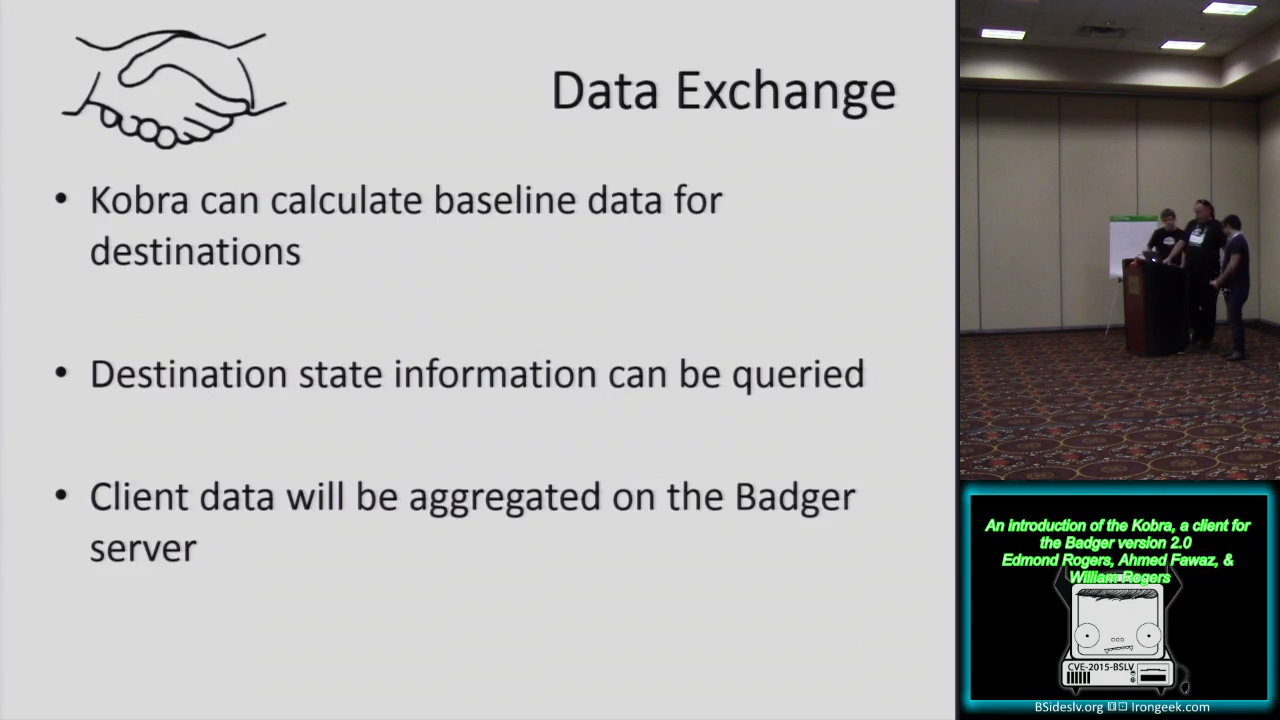 Data Exchange
• Kobra can calculate baseline data for
destinations
• Destination state information can be queried
• Client data will be aggregated on the Badger
server
An introduction of the Kobra, a client for
the Badger version 2.0
Edmond Rogers, Ahmed Fawaz, &
William Rogers
CVE-2015-BSLV
BSideslv.org Irongeek.com